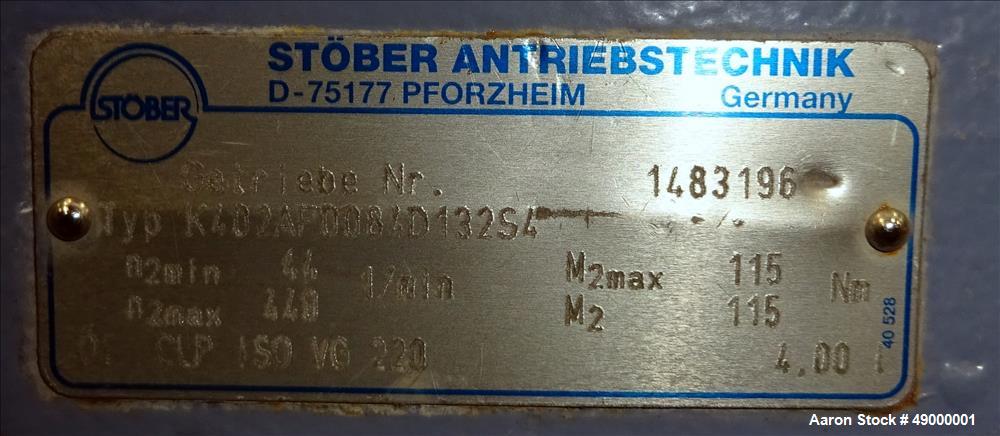 STÖBER ANTRIEBSTECHNIK
D-75177 PFORZHEIM Germany
STÖBER
Getriebe Nr. 1483196
Typ K402AF0084D132S4
n2min 44 1/min M2max 115 Nm
n2max 440 M2 115
Öl CLP ISO VG 220 4,00 l
40 528
Aaron Stock # 49000001